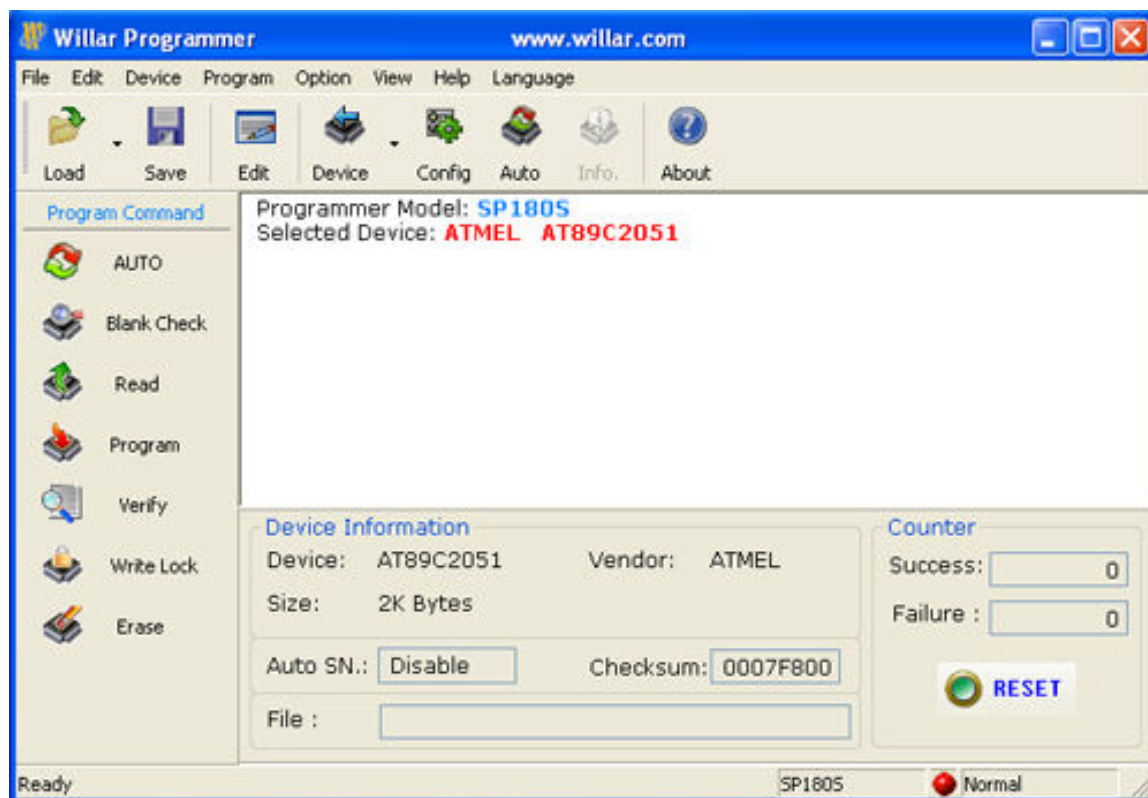 Willar Programmer www.willar.com
File Edit Device Program Option View Help Language
Load Save Edit Device Config Auto Info. About
Program Command
AUTO
Blank Check
Read
Program
Verify
Write Lock
Erase
Programmer Model: SP180S
Selected Device: ATMEL AT89C2051
Device Information
Device: AT89C2051 Vendor: ATMEL
Size: 2K Bytes
Auto SN.: Disable Checksum: 0007F800
File :
Counter
Success: 0
Failure : 0
RESET
Ready SP180S Normal